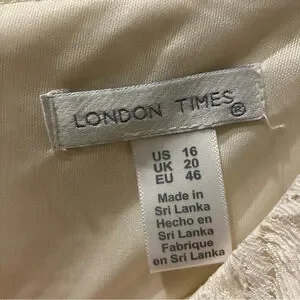 LONDON TIMES®
US 16
UK 20
EU 46
Made in
Sri Lanka
Hecho en
Sri Lanka
Fabrique
en Sri Lanka